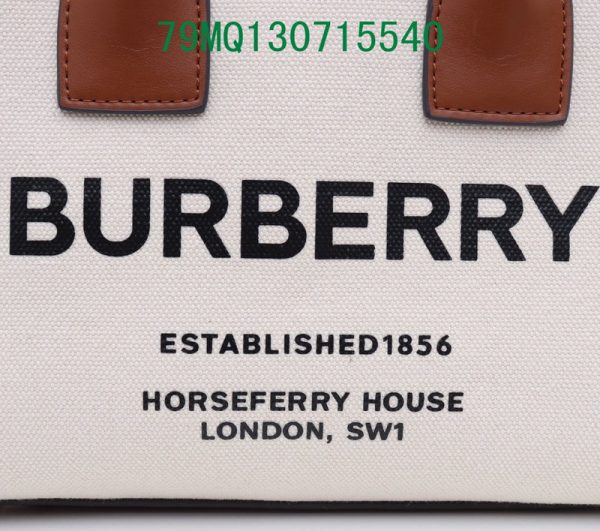 79MQ130715540
BURBERRY
ESTABLISHED1856
HORSEFERRY HOUSE
LONDON, SW1